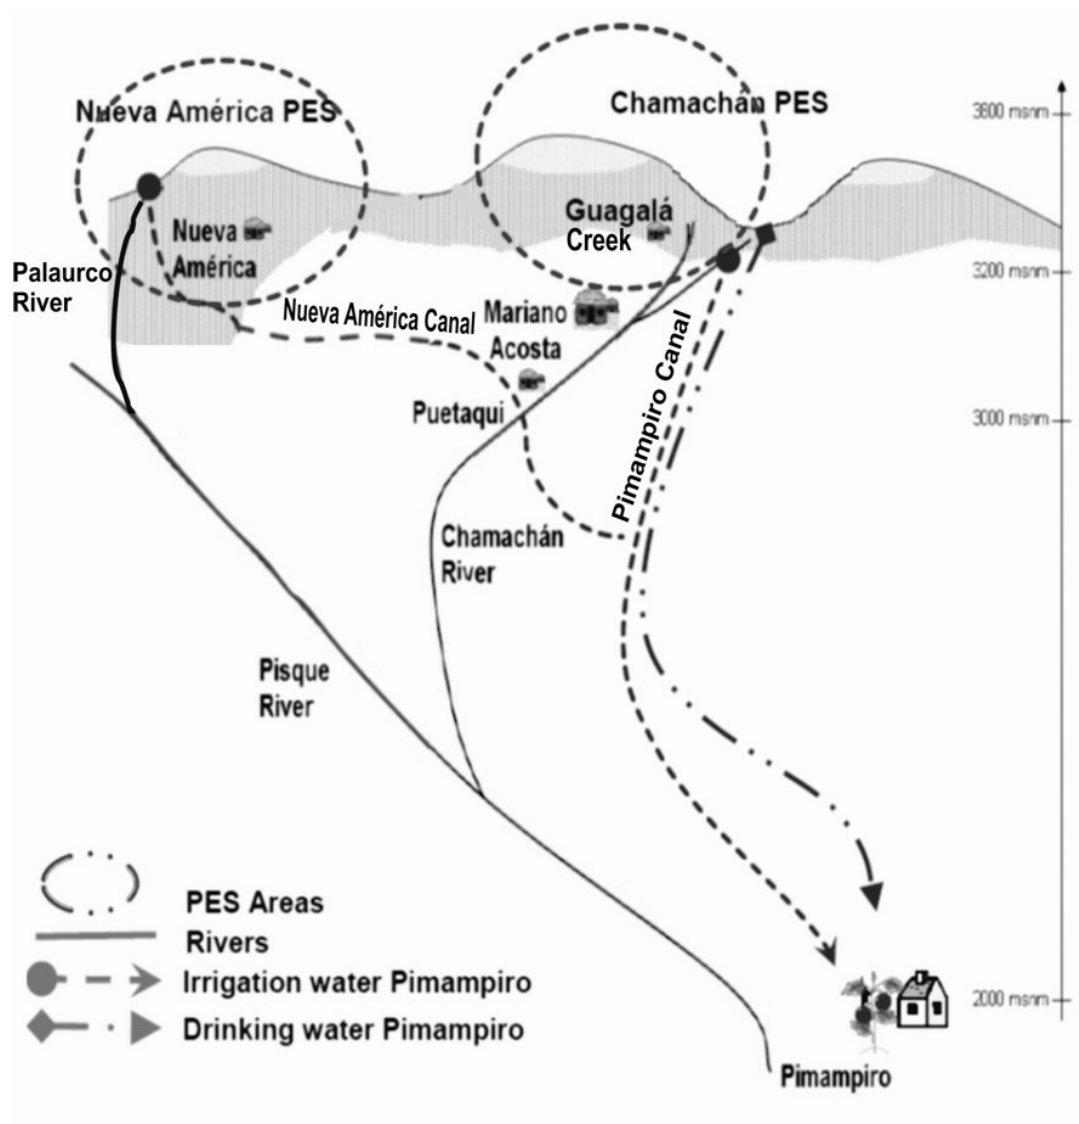 Nueva América PES
Chamachán PES
3800 msnm
Guagalá
Creek
Nueva
América
Palaurco
River
3200 msnm
Nueva América Canal
Mariano
Acosta
Pimampiro Canal
Puetaqui
3000 msnm
Chamachán
River
Pisque
River
PES Areas
Rivers
Irrigation water Pimampiro
Drinking water Pimampiro
2000 msnm
Pimampiro